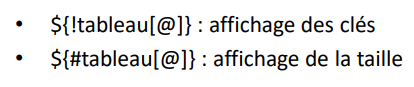 • ${!tableau[@]} : affichage des clés
• ${#tableau[@]} : affichage de la taille